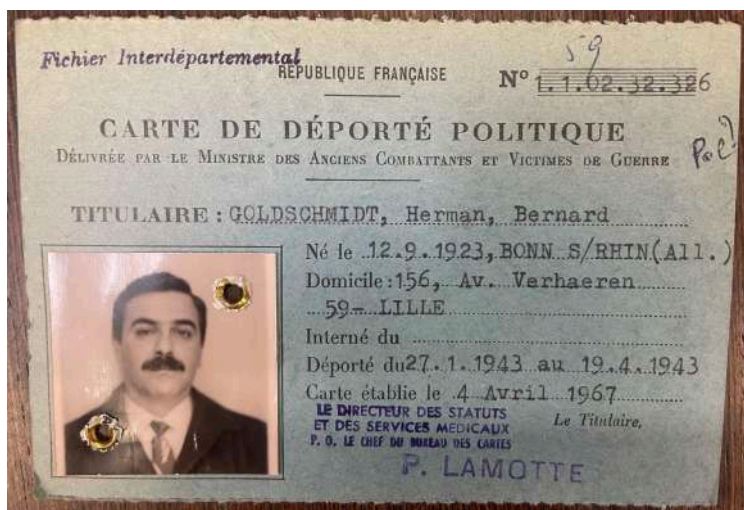 Fichier Interdépartemental
RÉPUBLIQUE FRANÇAISE
59
N° 1.1.02.32.326
CARTE DE DÉPORTÉ POLITIQUE
DÉLIVRÉE PAR LE MINISTRE DES ANCIENS COMBATTANTS ET VICTIMES DE GUERRE
TITULAIRE : GOLDSCHMIDT, Herman, Bernard
Né le 12.9.1923, BONN S/RHIN(All.)
Domicile : 156, Av. Verhaeren
59 - LILLE
Interné du
Déporté du 27.1.1943 au 19.4.1943
Carte établie le 4 Avril 1967
LE DIRECTEUR DES STATUTS
ET DES SERVICES MEDICAUX
P. O. LE CHEF DU BUREAU DES CARTES
Le Titulaire,
P. LAMOTTE